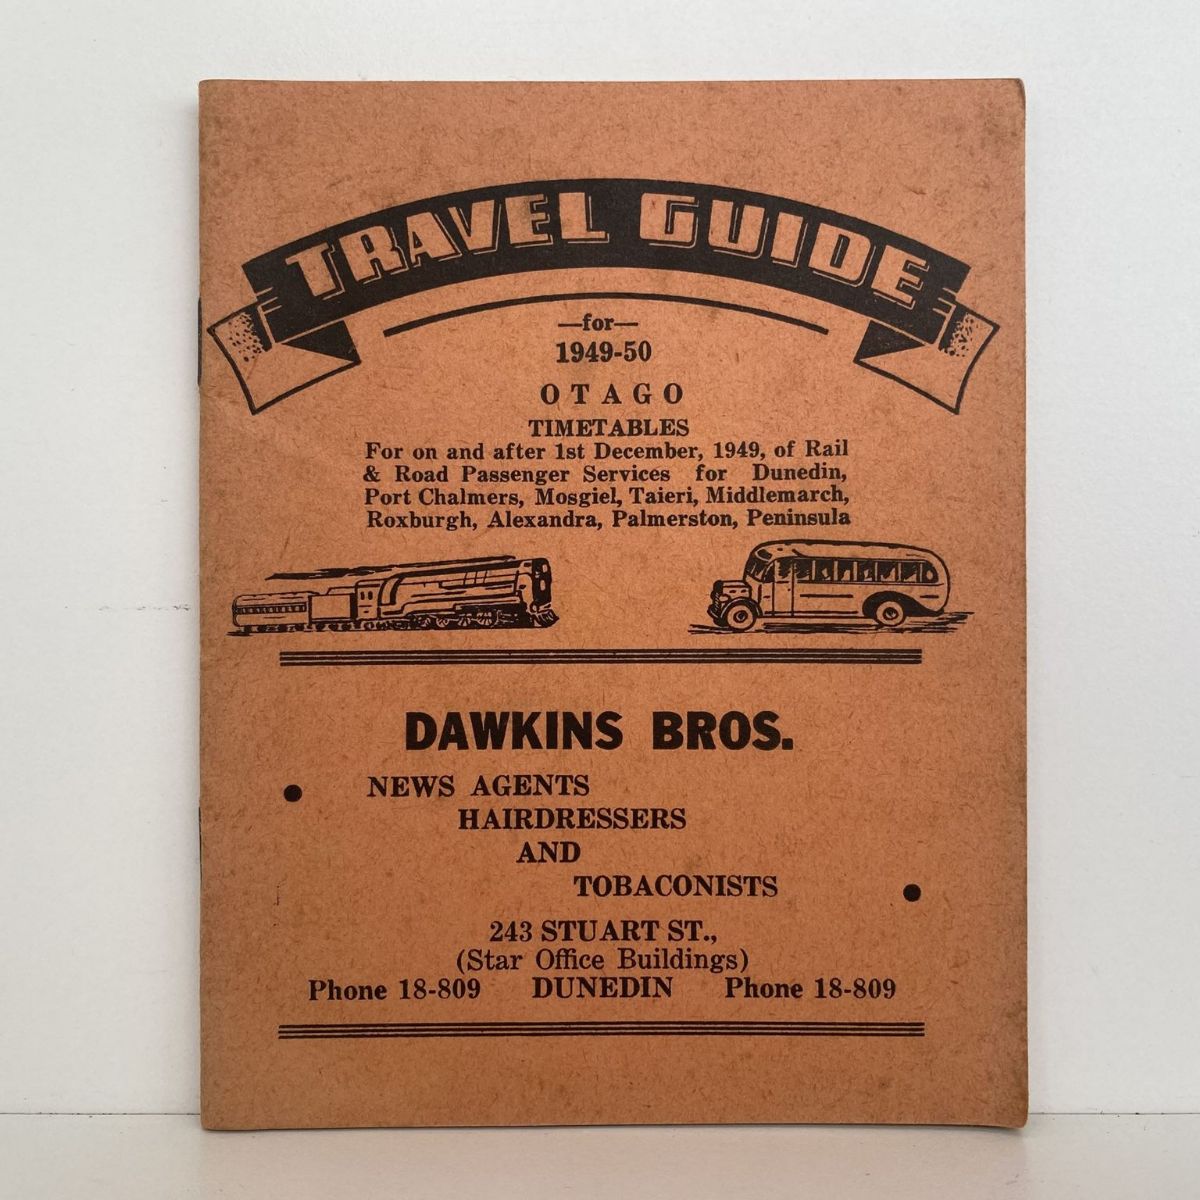 TRAVEL GUIDE
—for—
1949-50
OTAGO
TIMETABLES
For on and after 1st December, 1949, of Rail
& Road Passenger Services for Dunedin,
Port Chalmers, Mosgiel, Taieri, Middlemarch,
Roxburgh, Alexandra, Palmerston, Peninsula
DAWKINS BROS.
NEWS AGENTS
HAIRDRESSERS
AND
TOBACONISTS
243 STUART ST.,
(Star Office Buildings)
Phone 18-809 DUNEDIN Phone 18-809